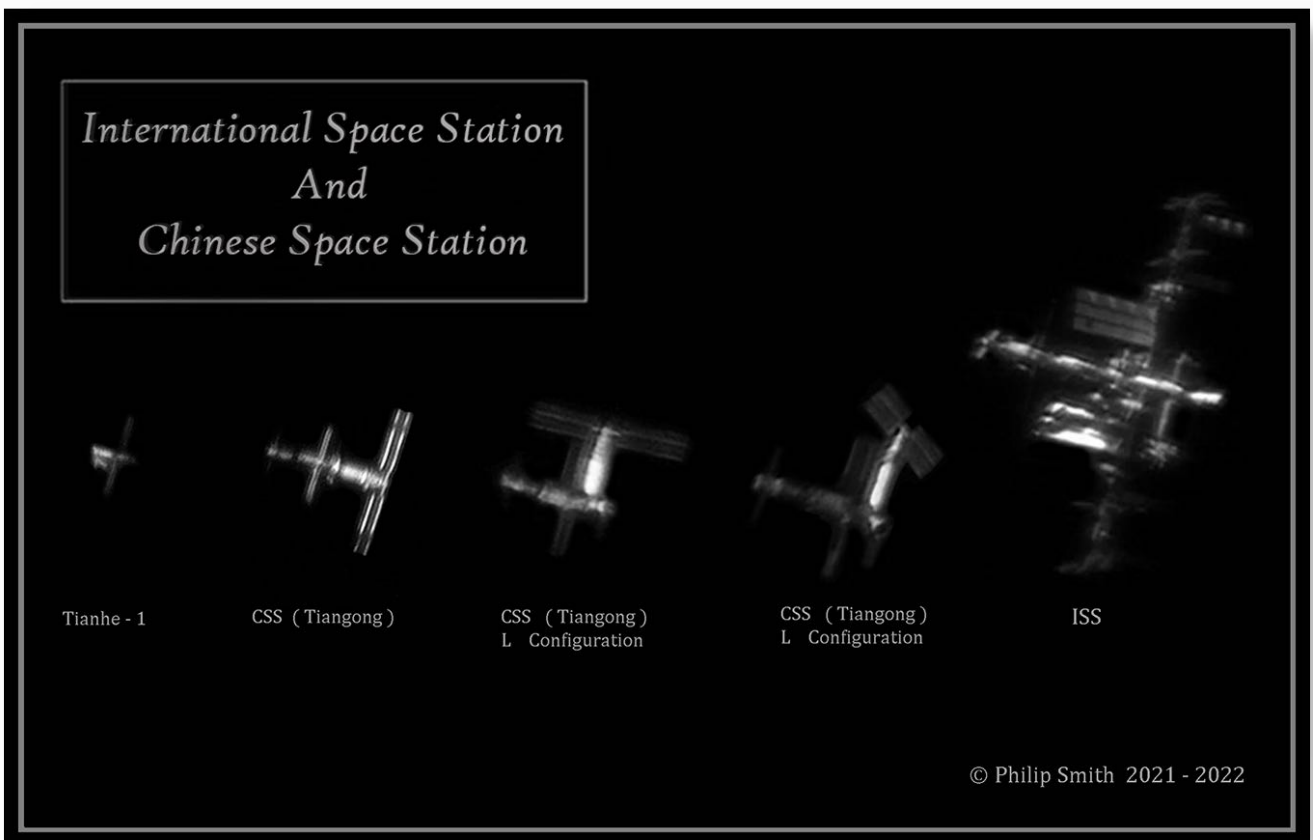 International Space Station
And
Chinese Space Station
Tianhe - 1
CSS ( Tiangong )
CSS ( Tiangong )
L Configuration
CSS ( Tiangong )
L Configuration
ISS
© Philip Smith 2021 - 2022